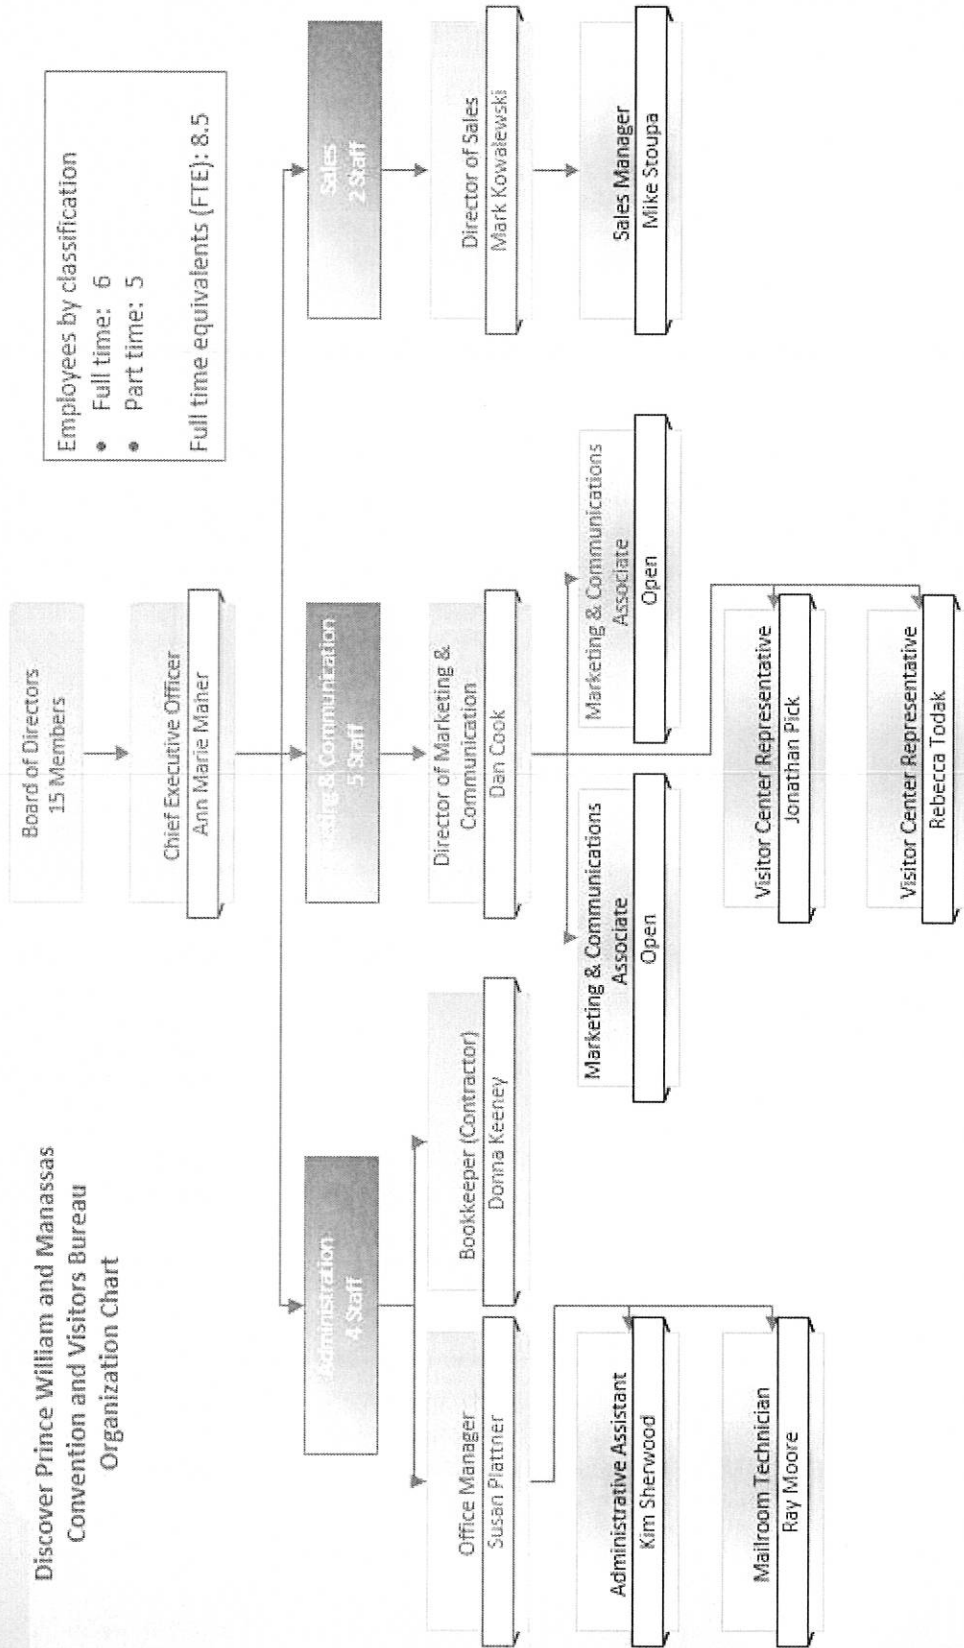 Discover Prince William and Manassas
Convention and Visitors Bureau
Organization Chart
Board of Directors
15 Members
Employees by classification
• Full time: 6
• Part time: 5
Full time equivalents (FTE): 8.5
Chief Executive Officer
Ann Marie Maher
Administration
4 Staff
& Communication
5 Staff
Sales
2 Staff
Office Manager
Susan Plattner
Bookkeeper (Contractor)
Donna Keeney
Director of Marketing &
Communication
Dan Cook
Director of Sales
Mark Kowalewski
Administrative Assistant
Kim Sherwood
Marketing & Communications
Associate
Open
Marketing & Communications
Associate
Open
Sales Manager
Mike Stoupa
Mailroom Technician
Ray Moore
Visitor Center Representative
Jonathan Pick
Visitor Center Representative
Rebecca Todak